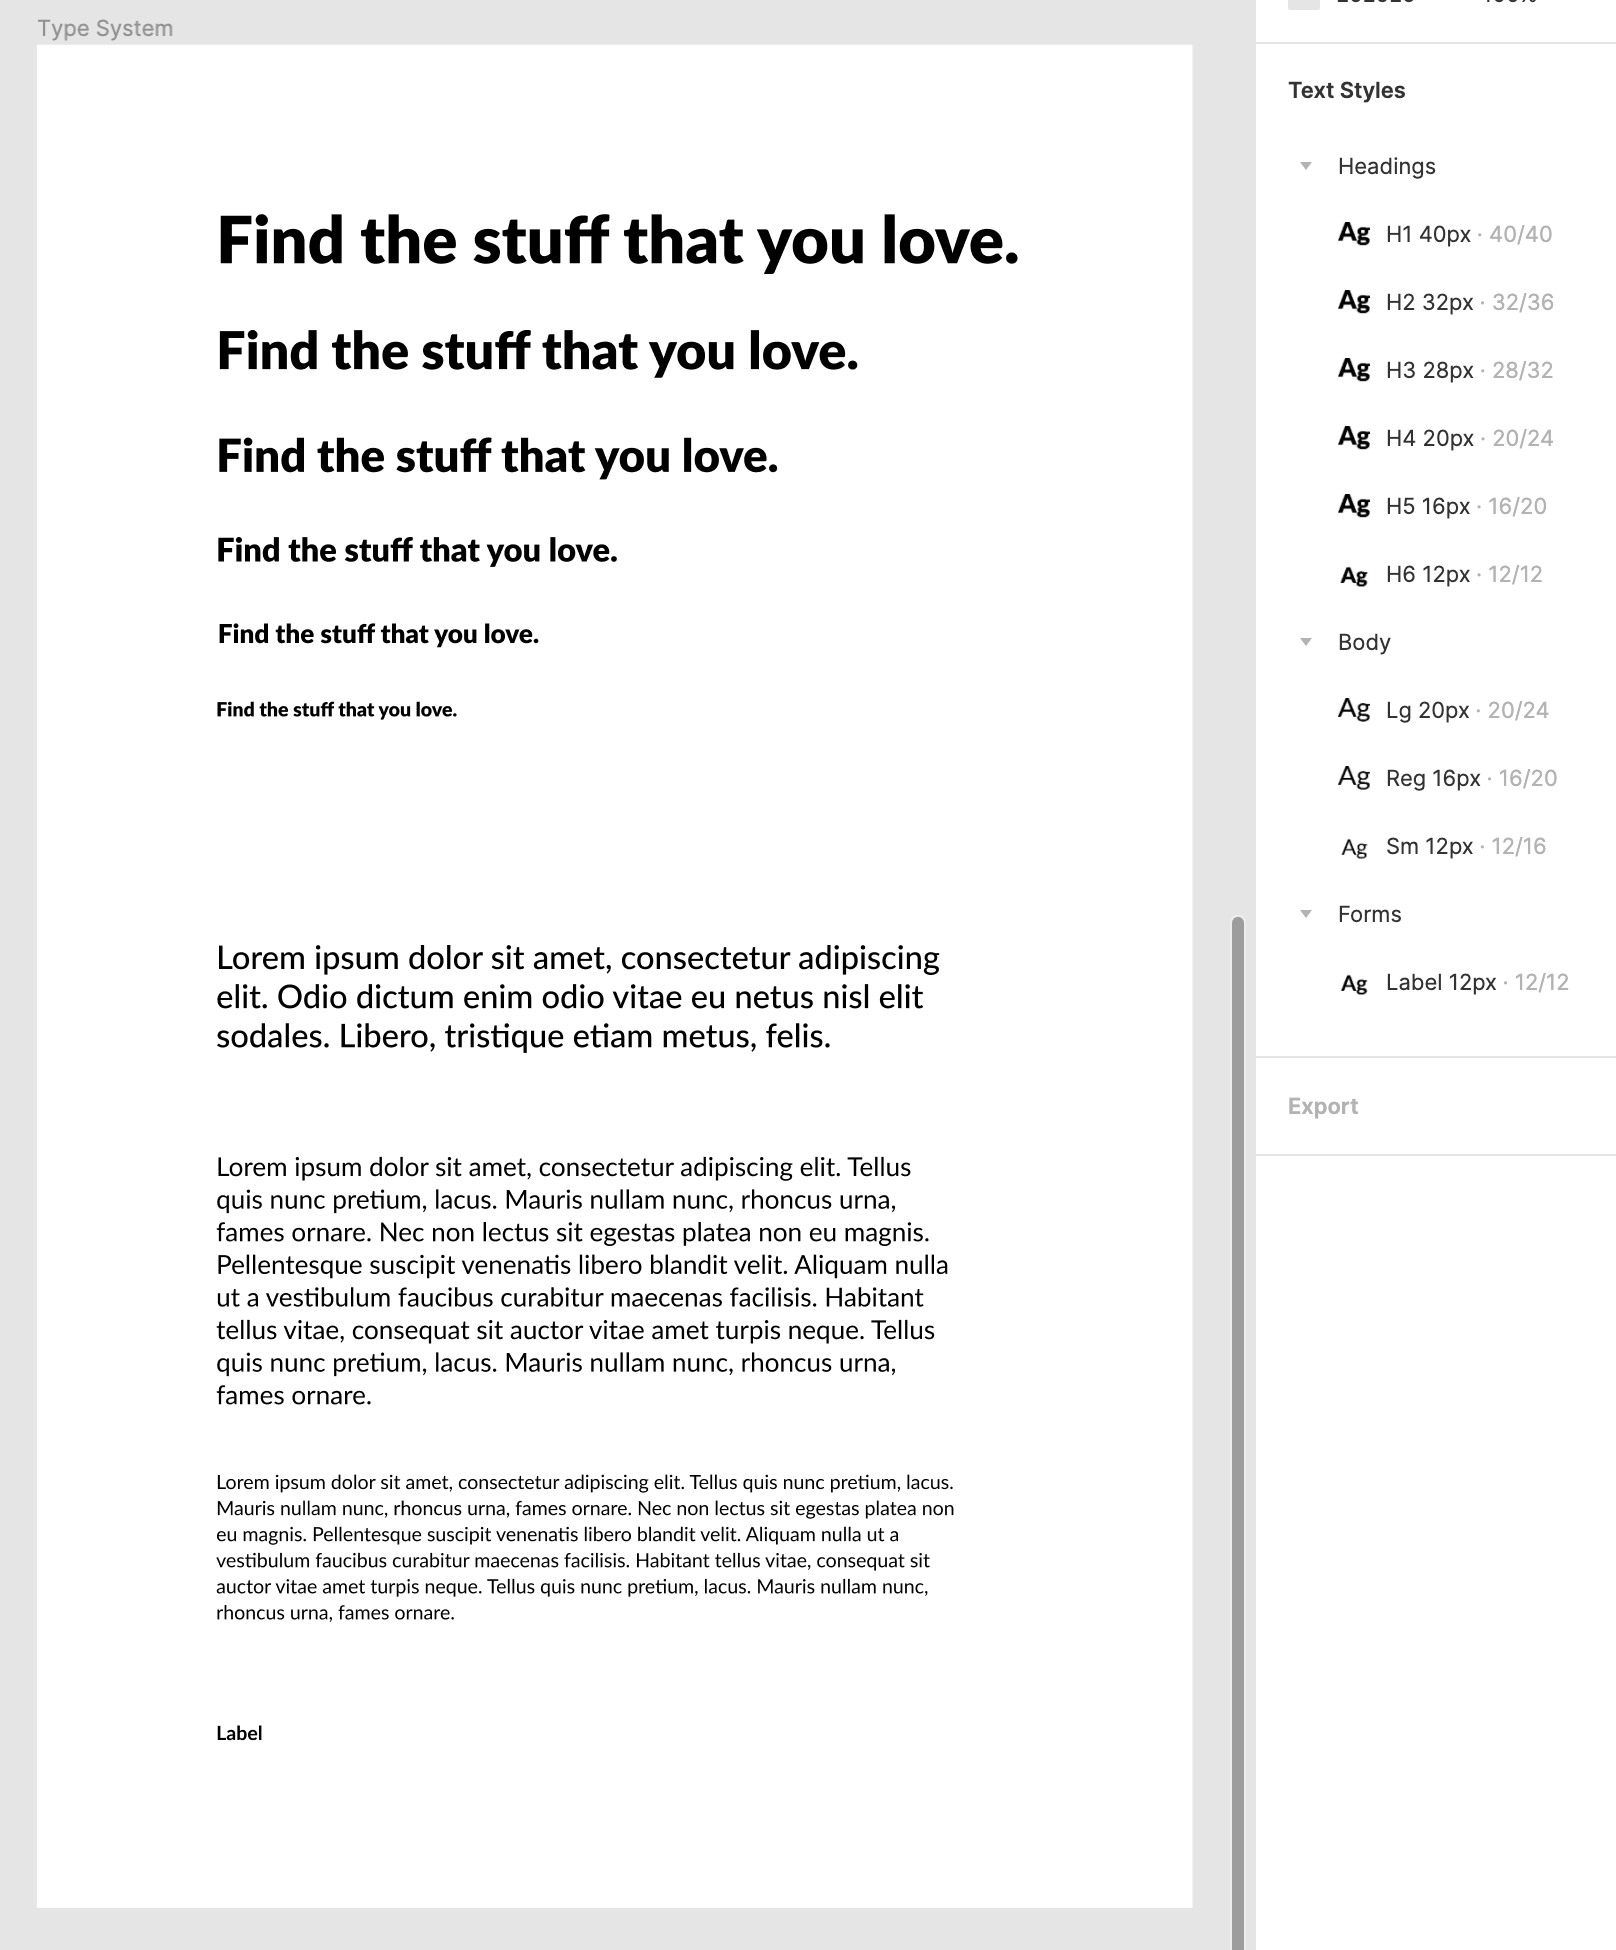 Type System
Find the stuff that you love.
Find the stuff that you love.
Find the stuff that you love.
Find the stuff that you love.
Find the stuff that you love.
Find the stuff that you love.
Lorem ipsum dolor sit amet, consectetur adipiscing
elit. Odio dictum enim odio vitae eu netus nisl elit
sodales. Libero, tristique etiam metus, felis.
Lorem ipsum dolor sit amet, consectetur adipiscing elit. Tellus
quis nunc pretium, lacus. Mauris nullam nunc, rhoncus urna,
fames ornare. Nec non lectus sit egestas platea non eu magnis.
Pellentesque suscipit venenatis libero blandit velit. Aliquam nulla
ut a vestibulum faucibus curabitur maecenas facilisis. Habitant
tellus vitae, consequat sit auctor vitae amet turpis neque. Tellus
quis nunc pretium, lacus. Mauris nullam nunc, rhoncus urna,
fames ornare.
Lorem ipsum dolor sit amet, consectetur adipiscing elit. Tellus quis nunc pretium, lacus.
Mauris nullam nunc, rhoncus urna, fames ornare. Nec non lectus sit egestas platea non
eu magnis. Pellentesque suscipit venenatis libero blandit velit. Aliquam nulla ut a
vestibulum faucibus curabitur maecenas facilisis. Habitant tellus vitae, consequat sit
auctor vitae amet turpis neque. Tellus quis nunc pretium, lacus. Mauris nullam nunc,
rhoncus urna, fames ornare.
Label
Text Styles
Headings
Ag H1 40px · 40/40
Ag H2 32px · 32/36
Ag H3 28px · 28/32
Ag H4 20px · 20/24
Ag H5 16px · 16/20
Ag H6 12px · 12/12
Body
Ag Lg 20px · 20/24
Ag Reg 16px · 16/20
Ag Sm 12px · 12/16
Forms
Ag Label 12px · 12/12
Export